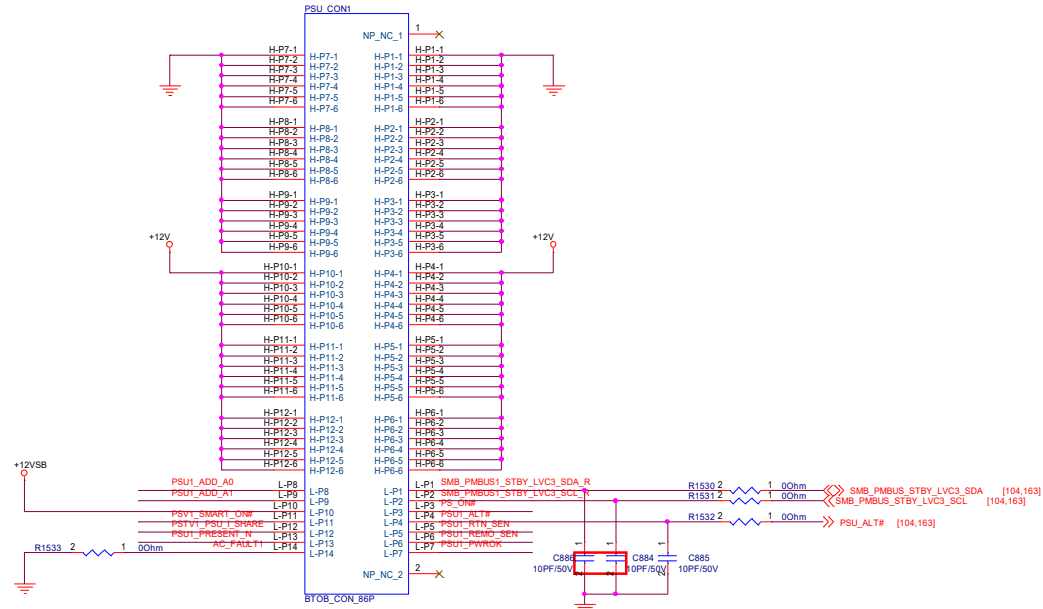 PSU_CON1
NP_NC_1 1
H-P7-1 H-P7-1 H-P1-1 H-P1-1
H-P7-2 H-P7-2 H-P1-2 H-P1-2
H-P7-3 H-P7-3 H-P1-3 H-P1-3
H-P7-4 H-P7-4 H-P1-4 H-P1-4
H-P7-5 H-P7-5 H-P1-5 H-P1-5
H-P7-6 H-P7-6 H-P1-6 H-P1-6
H-P8-1 H-P8-1 H-P2-1 H-P2-1
H-P8-2 H-P8-2 H-P2-2 H-P2-2
H-P8-3 H-P8-3 H-P2-3 H-P2-3
H-P8-4 H-P8-4 H-P2-4 H-P2-4
H-P8-5 H-P8-5 H-P2-5 H-P2-5
H-P8-6 H-P8-6 H-P2-6 H-P2-6
H-P9-1 H-P9-1 H-P3-1 H-P3-1
H-P9-2 H-P9-2 H-P3-2 H-P3-2
H-P9-3 H-P9-3 H-P3-3 H-P3-3
H-P9-4 H-P9-4 H-P3-4 H-P3-4
H-P9-5 H-P9-5 H-P3-5 H-P3-5
H-P9-6 H-P9-6 H-P3-6 H-P3-6
+12V +12V
H-P10-1 H-P10-1 H-P4-1 H-P4-1
H-P10-2 H-P10-2 H-P4-2 H-P4-2
H-P10-3 H-P10-3 H-P4-3 H-P4-3
H-P10-4 H-P10-4 H-P4-4 H-P4-4
H-P10-5 H-P10-5 H-P4-5 H-P4-5
H-P10-6 H-P10-6 H-P4-6 H-P4-6
H-P11-1 H-P11-1 H-P5-1 H-P5-1
H-P11-2 H-P11-2 H-P5-2 H-P5-2
H-P11-3 H-P11-3 H-P5-3 H-P5-3
H-P11-4 H-P11-4 H-P5-4 H-P5-4
H-P11-5 H-P11-5 H-P5-5 H-P5-5
H-P11-6 H-P11-6 H-P5-6 H-P5-6
H-P12-1 H-P12-1 H-P6-1 H-P6-1
H-P12-2 H-P12-2 H-P6-2 H-P6-2
H-P12-3 H-P12-3 H-P6-3 H-P6-3
H-P12-4 H-P12-4 H-P6-4 H-P6-4
H-P12-5 H-P12-5 H-P6-5 H-P6-5
H-P12-6 H-P12-6 H-P6-6 H-P6-6
+12VSB
PSU1_ADD_A0 L-P8 L-P8 L-P1 L-P1 SMB_PMBUS1_STBY_LVC3_SDA_R R1530 2 1 0Ohm SMB_PMBUS_STBY_LVC3_SDA [104,163]
PSU1_ADD_A1 L-P9 L-P9 L-P2 L-P2 SMB_PMBUS1_STBY_LVC3_SCL_R R1531 2 1 0Ohm SMB_PMBUS_STBY_LVC3_SCL [104,163]
L-P10 L-P10 L-P3 L-P3 PS_ON#
PSV1_SMART_ON# L-P11 L-P11 L-P4 L-P4 PSU1_ALT# R1532 2 1 0Ohm PSU_ALT# [104,163]
PSTV1_PSU_I_SHARE L-P12 L-P12 L-P5 L-P5 PSU1_RTN_SEN
PSU1_PRESENT_N L-P13 L-P13 L-P6 L-P6 PSU1_REMO_SEN
R1533 2 1 0Ohm AC_FAULT1 L-P14 L-P14 L-P7 L-P7 PSU1_PWROK
1 1 1
C886 C884 C885
10PF/50V 10PF/50V 10PF/50V
2 2 2
NP_NC_2 2
BTOB_CON_86P